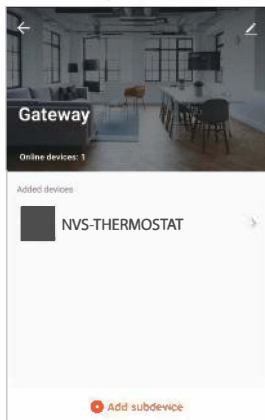 Gateway
Online devices: 1
Added devices
NVS-THERMOSTAT
Add subdevice